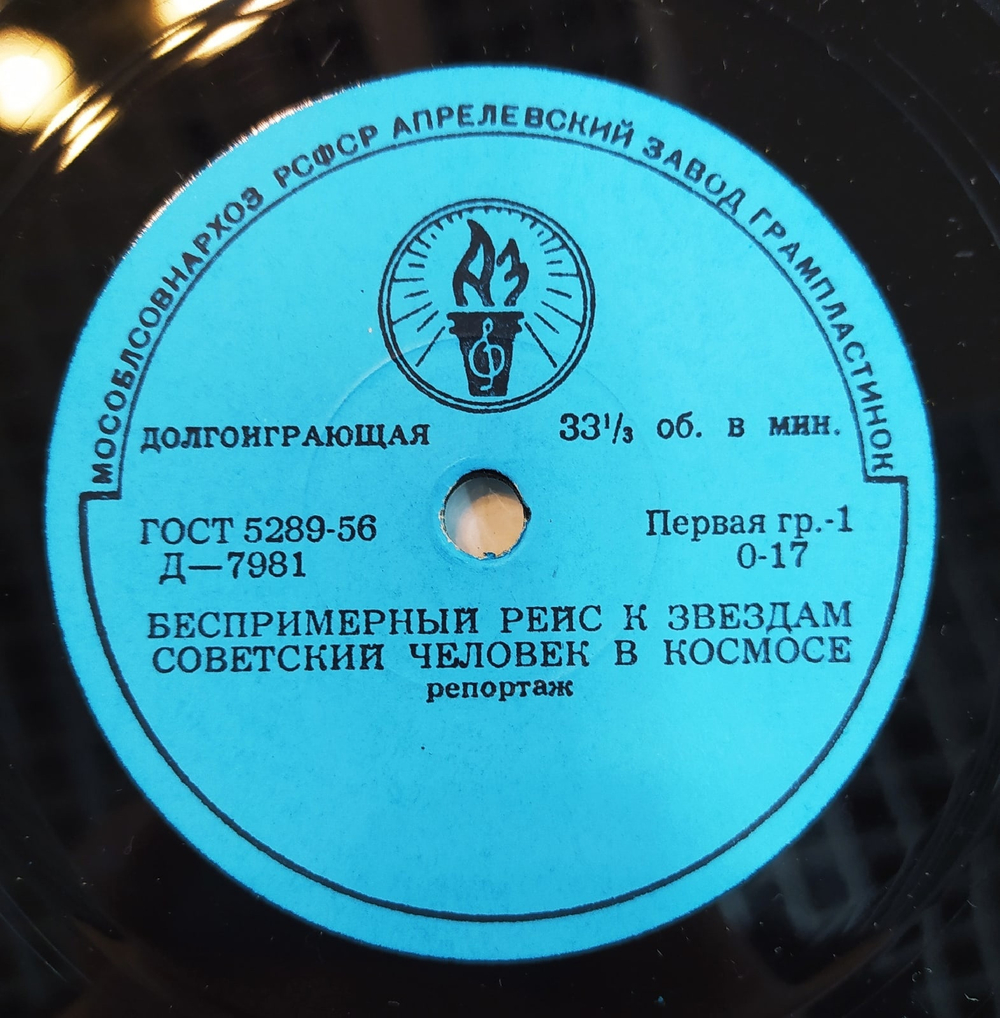 МОСОБЛСОВНАРХОЗ РСФСР АПРЕЛЕВСКИЙ ЗАВОД ГРАМПЛАСТИНОК
АЗ
ДОЛГОИГРАЮЩАЯ 33⅓ об. в мин.
ГОСТ 5289-56 Первая гр.-1
Д—7981 0-17
БЕСПРИМЕРНЫЙ РЕЙС К ЗВЕЗДАМ
СОВЕТСКИЙ ЧЕЛОВЕК В КОСМОСЕ
репортаж